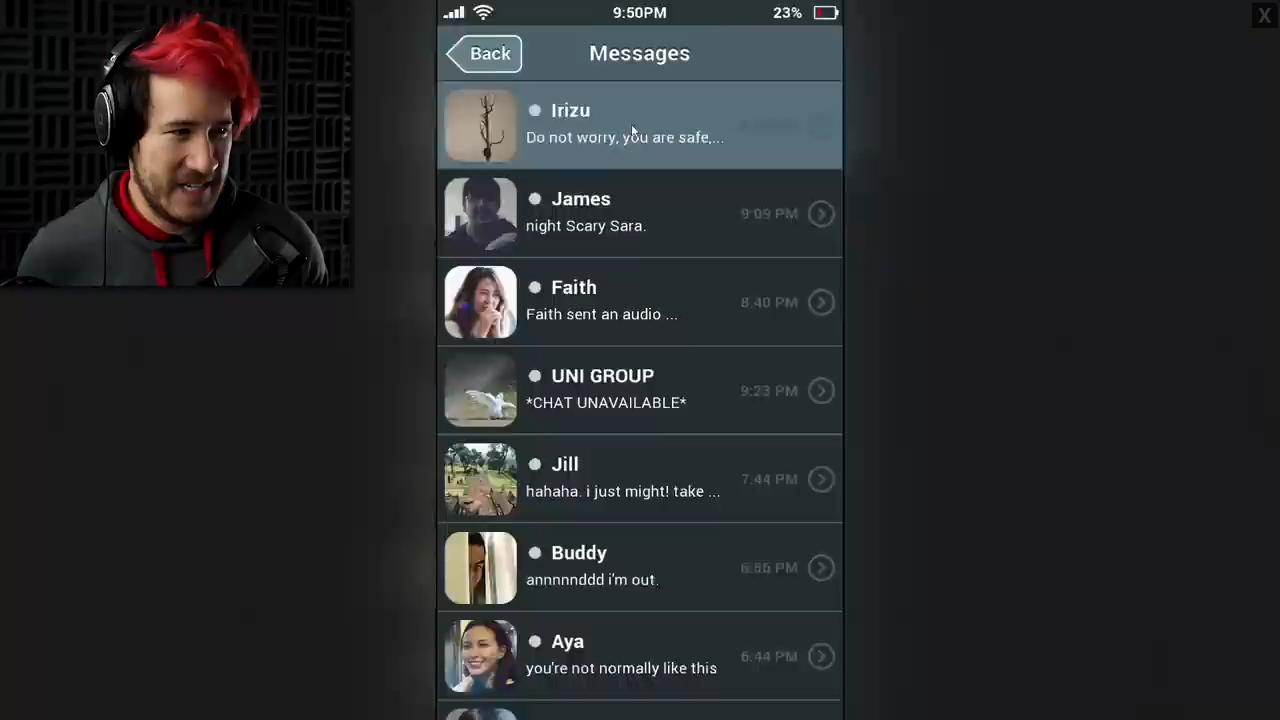 9:50PM
23%
X
Back
Messages
Irizu
Do not worry, you are safe,...
James
night Scary Sara.
9:09 PM
Faith
Faith sent an audio ...
8:40 PM
UNI GROUP
*CHAT UNAVAILABLE*
9:23 PM
Jill
hahaha. i just might! take ...
7:44 PM
Buddy
annnnnddd i'm out.
Aya
you're not normally like this
6:44 PM